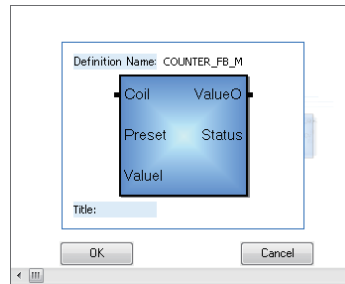 Definition Name: COUNTER_FB_M
Coil ValueO
Preset Status
ValueI
Title:
OK Cancel